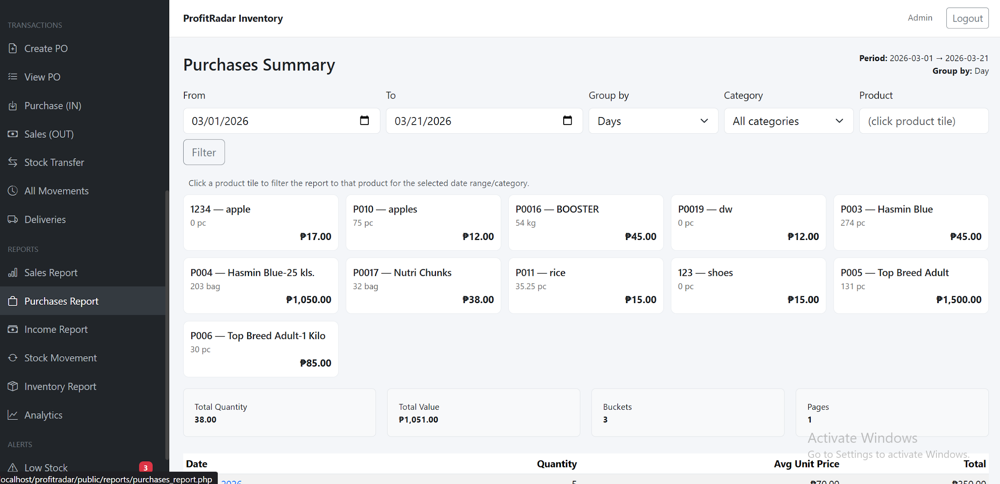 TRANSACTIONS
Create PO
View PO
Purchase (IN)
Sales (OUT)
Stock Transfer
All Movements
Deliveries
REPORTS
Sales Report
Purchases Report
Income Report
Stock Movement
Inventory Report
Analytics
ALERTS
Low Stock 3
localhost/profitradar/public/reports/purchases_report.php
ProfitRadar Inventory
Admin
Logout
Purchases Summary
Period: 2026-03-01 → 2026-03-21
Group by: Day
From
To
Group by
Category
Product
03/01/2026
03/21/2026
Days
All categories
(click product tile)
Filter
Click a product tile to filter the report to that product for the selected date range/category.
1234 — apple
0 pc
₱17.00
P010 — apples
75 pc
₱12.00
P0016 — BOOSTER
54 kg
₱45.00
P0019 — dw
0 pc
₱12.00
P003 — Hasmin Blue
274 pc
₱45.00
P004 — Hasmin Blue-25 kls.
203 bag
₱1,050.00
P0017 — Nutri Chunks
32 bag
₱38.00
P011 — rice
35.25 pc
₱15.00
123 — shoes
0 pc
₱15.00
P005 — Top Breed Adult
131 pc
₱1,500.00
P006 — Top Breed Adult-1 Kilo
30 pc
₱85.00
Total Quantity
38.00
Total Value
₱1,051.00
Buckets
3
Pages
1
Activate Windows
Go to Settings to activate Windows.
Date Quantity Avg Unit Price Total
2026 5 ₱70.00 ₱350.00